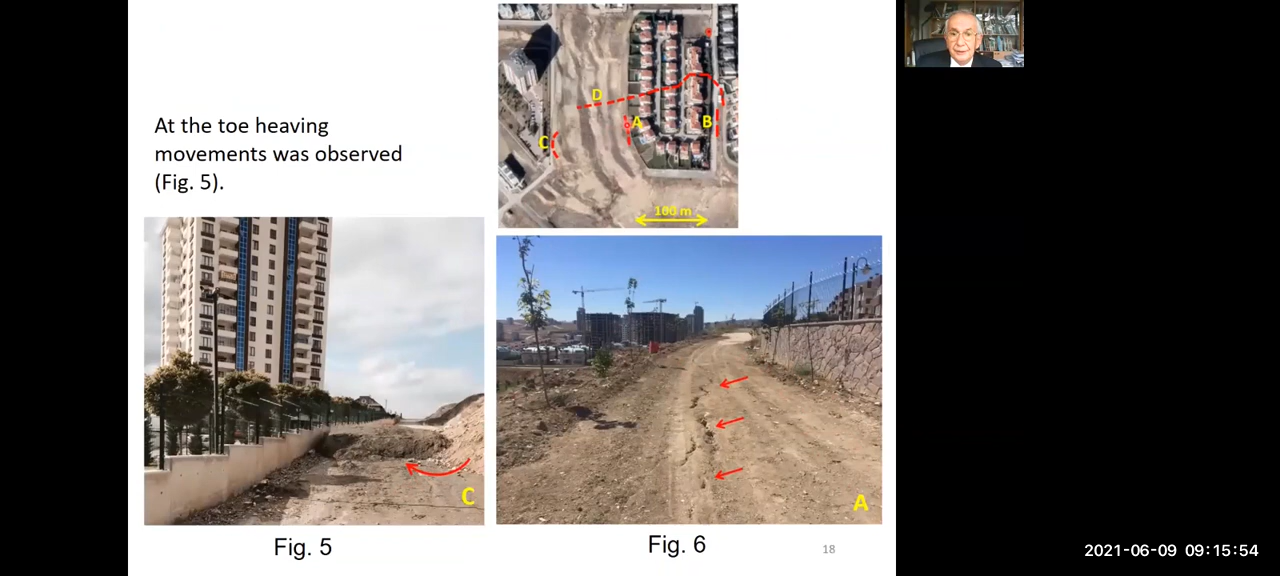 At the toe heaving
movements was observed
(Fig. 5).
D
A
B
C
100 m
C
A
Fig. 5
Fig. 6
18
2021-06-09 09:15:54